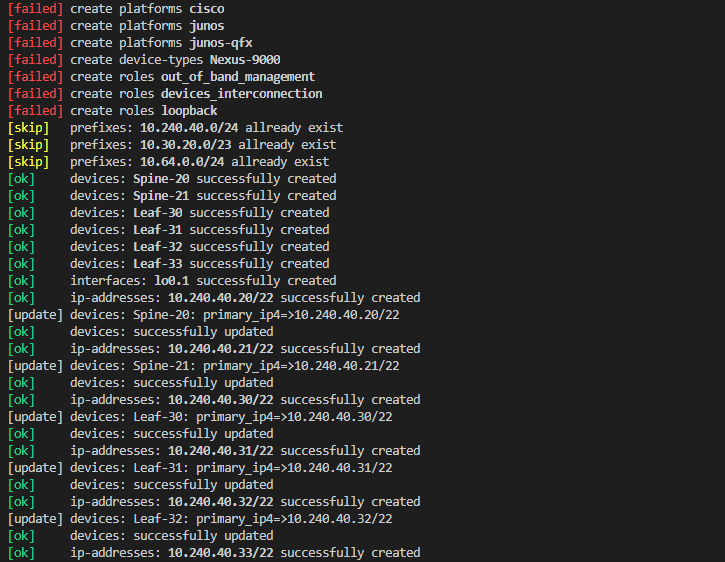 [failed] create platforms cisco
[failed] create platforms junos
[failed] create platforms junos-qfx
[failed] create device-types Nexus-9000
[failed] create roles out_of_band_management
[failed] create roles devices_interconnection
[failed] create roles loopback
[skip] prefixes: 10.240.40.0/24 allready exist
[skip] prefixes: 10.30.20.0/23 allready exist
[skip] prefixes: 10.64.0.0/24 allready exist
[ok] devices: Spine-20 successfully created
[ok] devices: Spine-21 successfully created
[ok] devices: Leaf-30 successfully created
[ok] devices: Leaf-31 successfully created
[ok] devices: Leaf-32 successfully created
[ok] devices: Leaf-33 successfully created
[ok] interfaces: lo0.1 successfully created
[ok] ip-addresses: 10.240.40.20/22 successfully created
[update] devices: Spine-20: primary_ip4=>10.240.40.20/22
[ok] devices: successfully updated
[ok] ip-addresses: 10.240.40.21/22 successfully created
[update] devices: Spine-21: primary_ip4=>10.240.40.21/22
[ok] devices: successfully updated
[ok] ip-addresses: 10.240.40.30/22 successfully created
[update] devices: Leaf-30: primary_ip4=>10.240.40.30/22
[ok] devices: successfully updated
[ok] ip-addresses: 10.240.40.31/22 successfully created
[update] devices: Leaf-31: primary_ip4=>10.240.40.31/22
[ok] devices: successfully updated
[ok] ip-addresses: 10.240.40.32/22 successfully created
[update] devices: Leaf-32: primary_ip4=>10.240.40.32/22
[ok] devices: successfully updated
[ok] ip-addresses: 10.240.40.33/22 successfully created